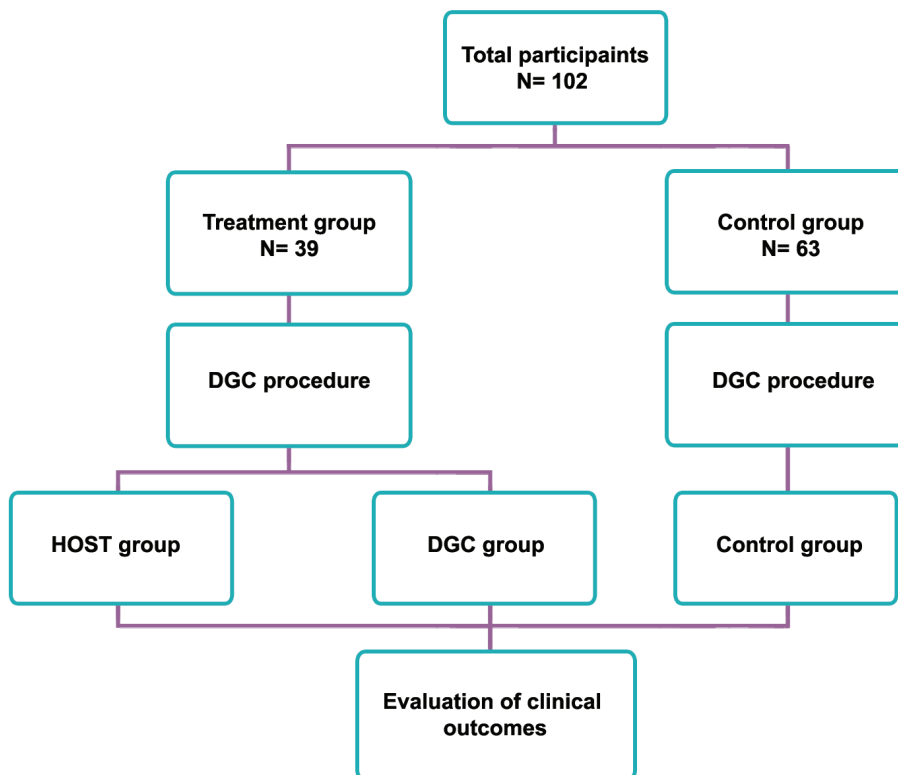 Total participaints
N= 102
Treatment group
N= 39
Control group
N= 63
DGC procedure
DGC procedure
HOST group
DGC group
Control group
Evaluation of clinical
outcomes